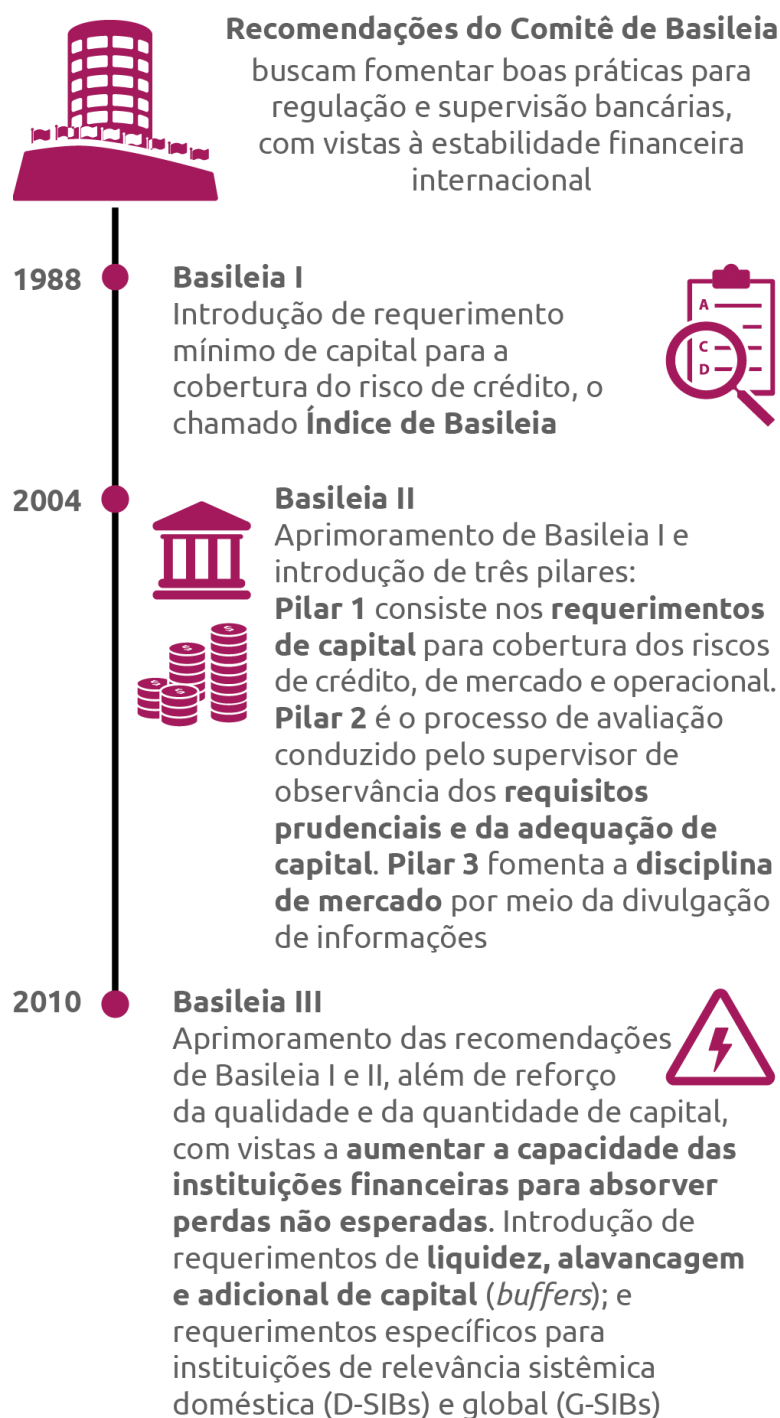 Recomendações do Comitê de Basileia
buscam fomentar boas práticas para
regulação e supervisão bancárias,
com vistas à estabilidade financeira
internacional
1988
Basileia I
Introdução de requerimento
mínimo de capital para a
cobertura do risco de crédito, o
chamado Índice de Basileia
A
C
D
2004
Basileia II
Aprimoramento de Basileia I e
introdução de três pilares:
Pilar 1 consiste nos requerimentos
de capital para cobertura dos riscos
de crédito, de mercado e operacional.
Pilar 2 é o processo de avaliação
conduzido pelo supervisor de
observância dos requisitos
prudenciais e da adequação de
capital. Pilar 3 fomenta a disciplina
de mercado por meio da divulgação
de informações
2010
Basileia III
Aprimoramento das recomendações
de Basileia I e II, além de reforço
da qualidade e da quantidade de capital,
com vistas a aumentar a capacidade das
instituições financeiras para absorver
perdas não esperadas. Introdução de
requerimentos de liquidez, alavancagem
e adicional de capital (buffers); e
requerimentos específicos para
instituições de relevância sistêmica
doméstica (D-SIBs) e global (G-SIBs)